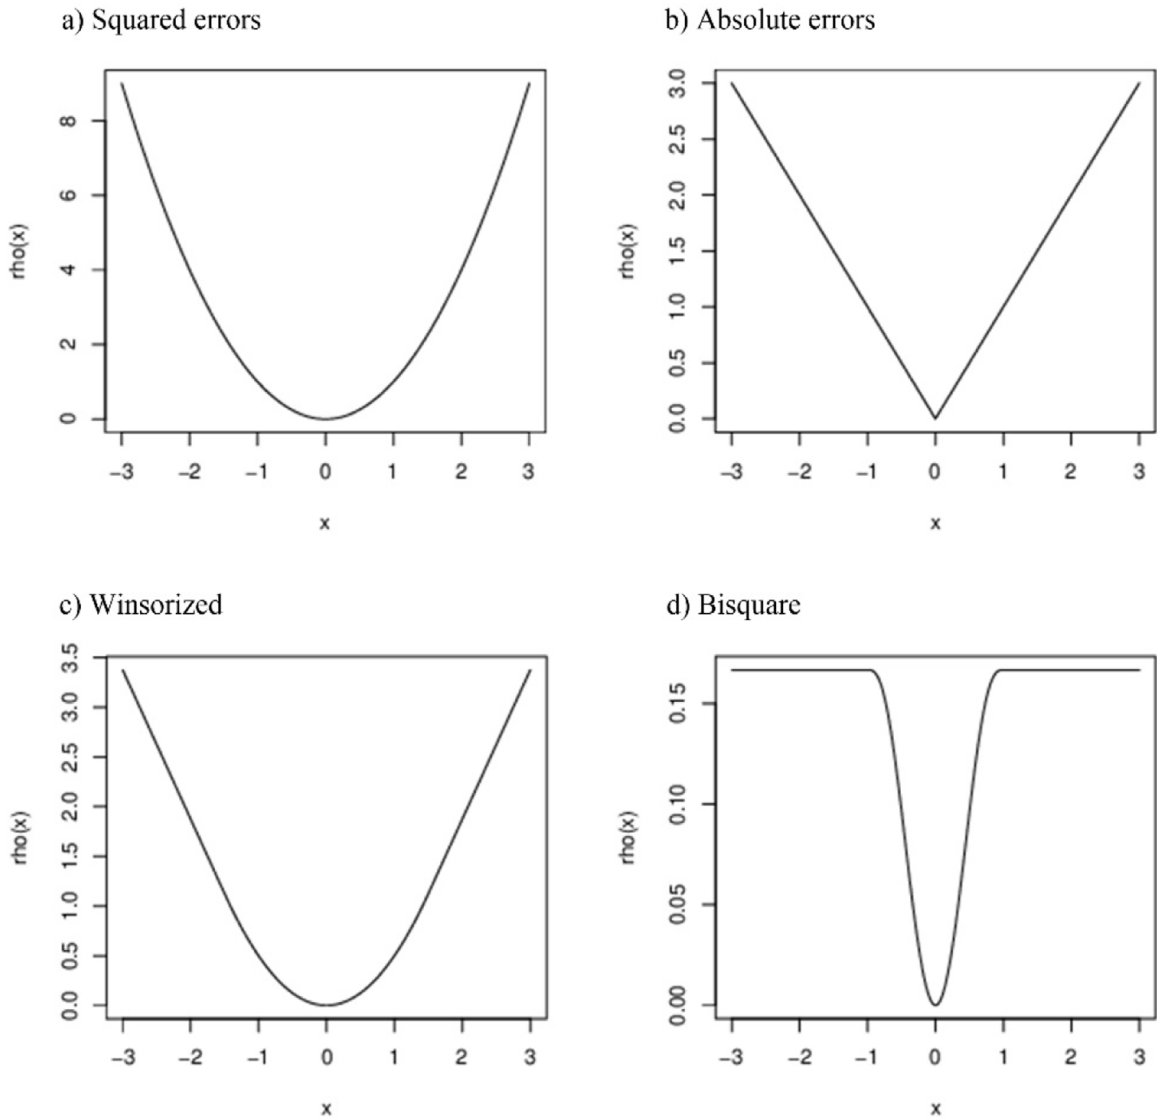 a) Squared errors
rho(x)
8
6
4
2
0
−3 −2 −1 0 1 2 3
x
b) Absolute errors
rho(x)
3.0
2.5
2.0
1.5
1.0
0.5
0.0
−3 −2 −1 0 1 2 3
x
c) Winsorized
rho(x)
3.5
3.0
2.5
2.0
1.5
1.0
0.5
0.0
−3 −2 −1 0 1 2 3
x
d) Bisquare
rho(x)
0.15
0.10
0.05
0.00
−3 −2 −1 0 1 2 3
x